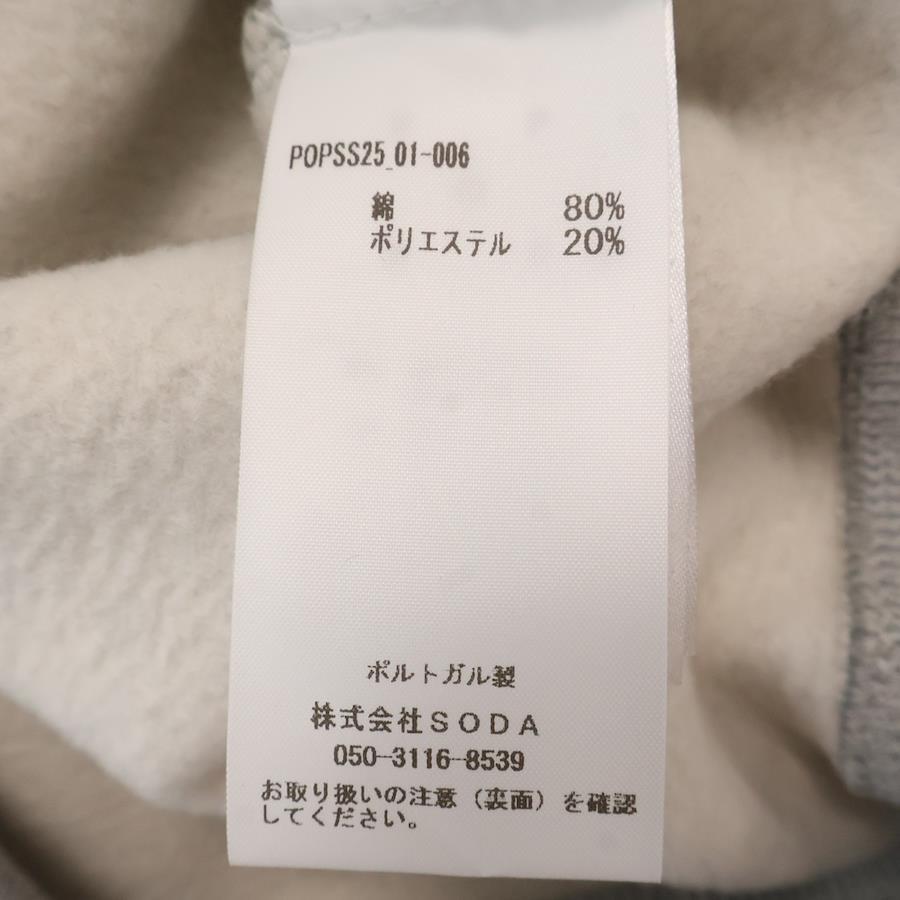 POPSS25_01-006
綿 80%
ポリエステル 20%
ポルトガル製
株式会社SODA
050-3116-8539
お取り扱いの注意（裏面）を確認
してください。